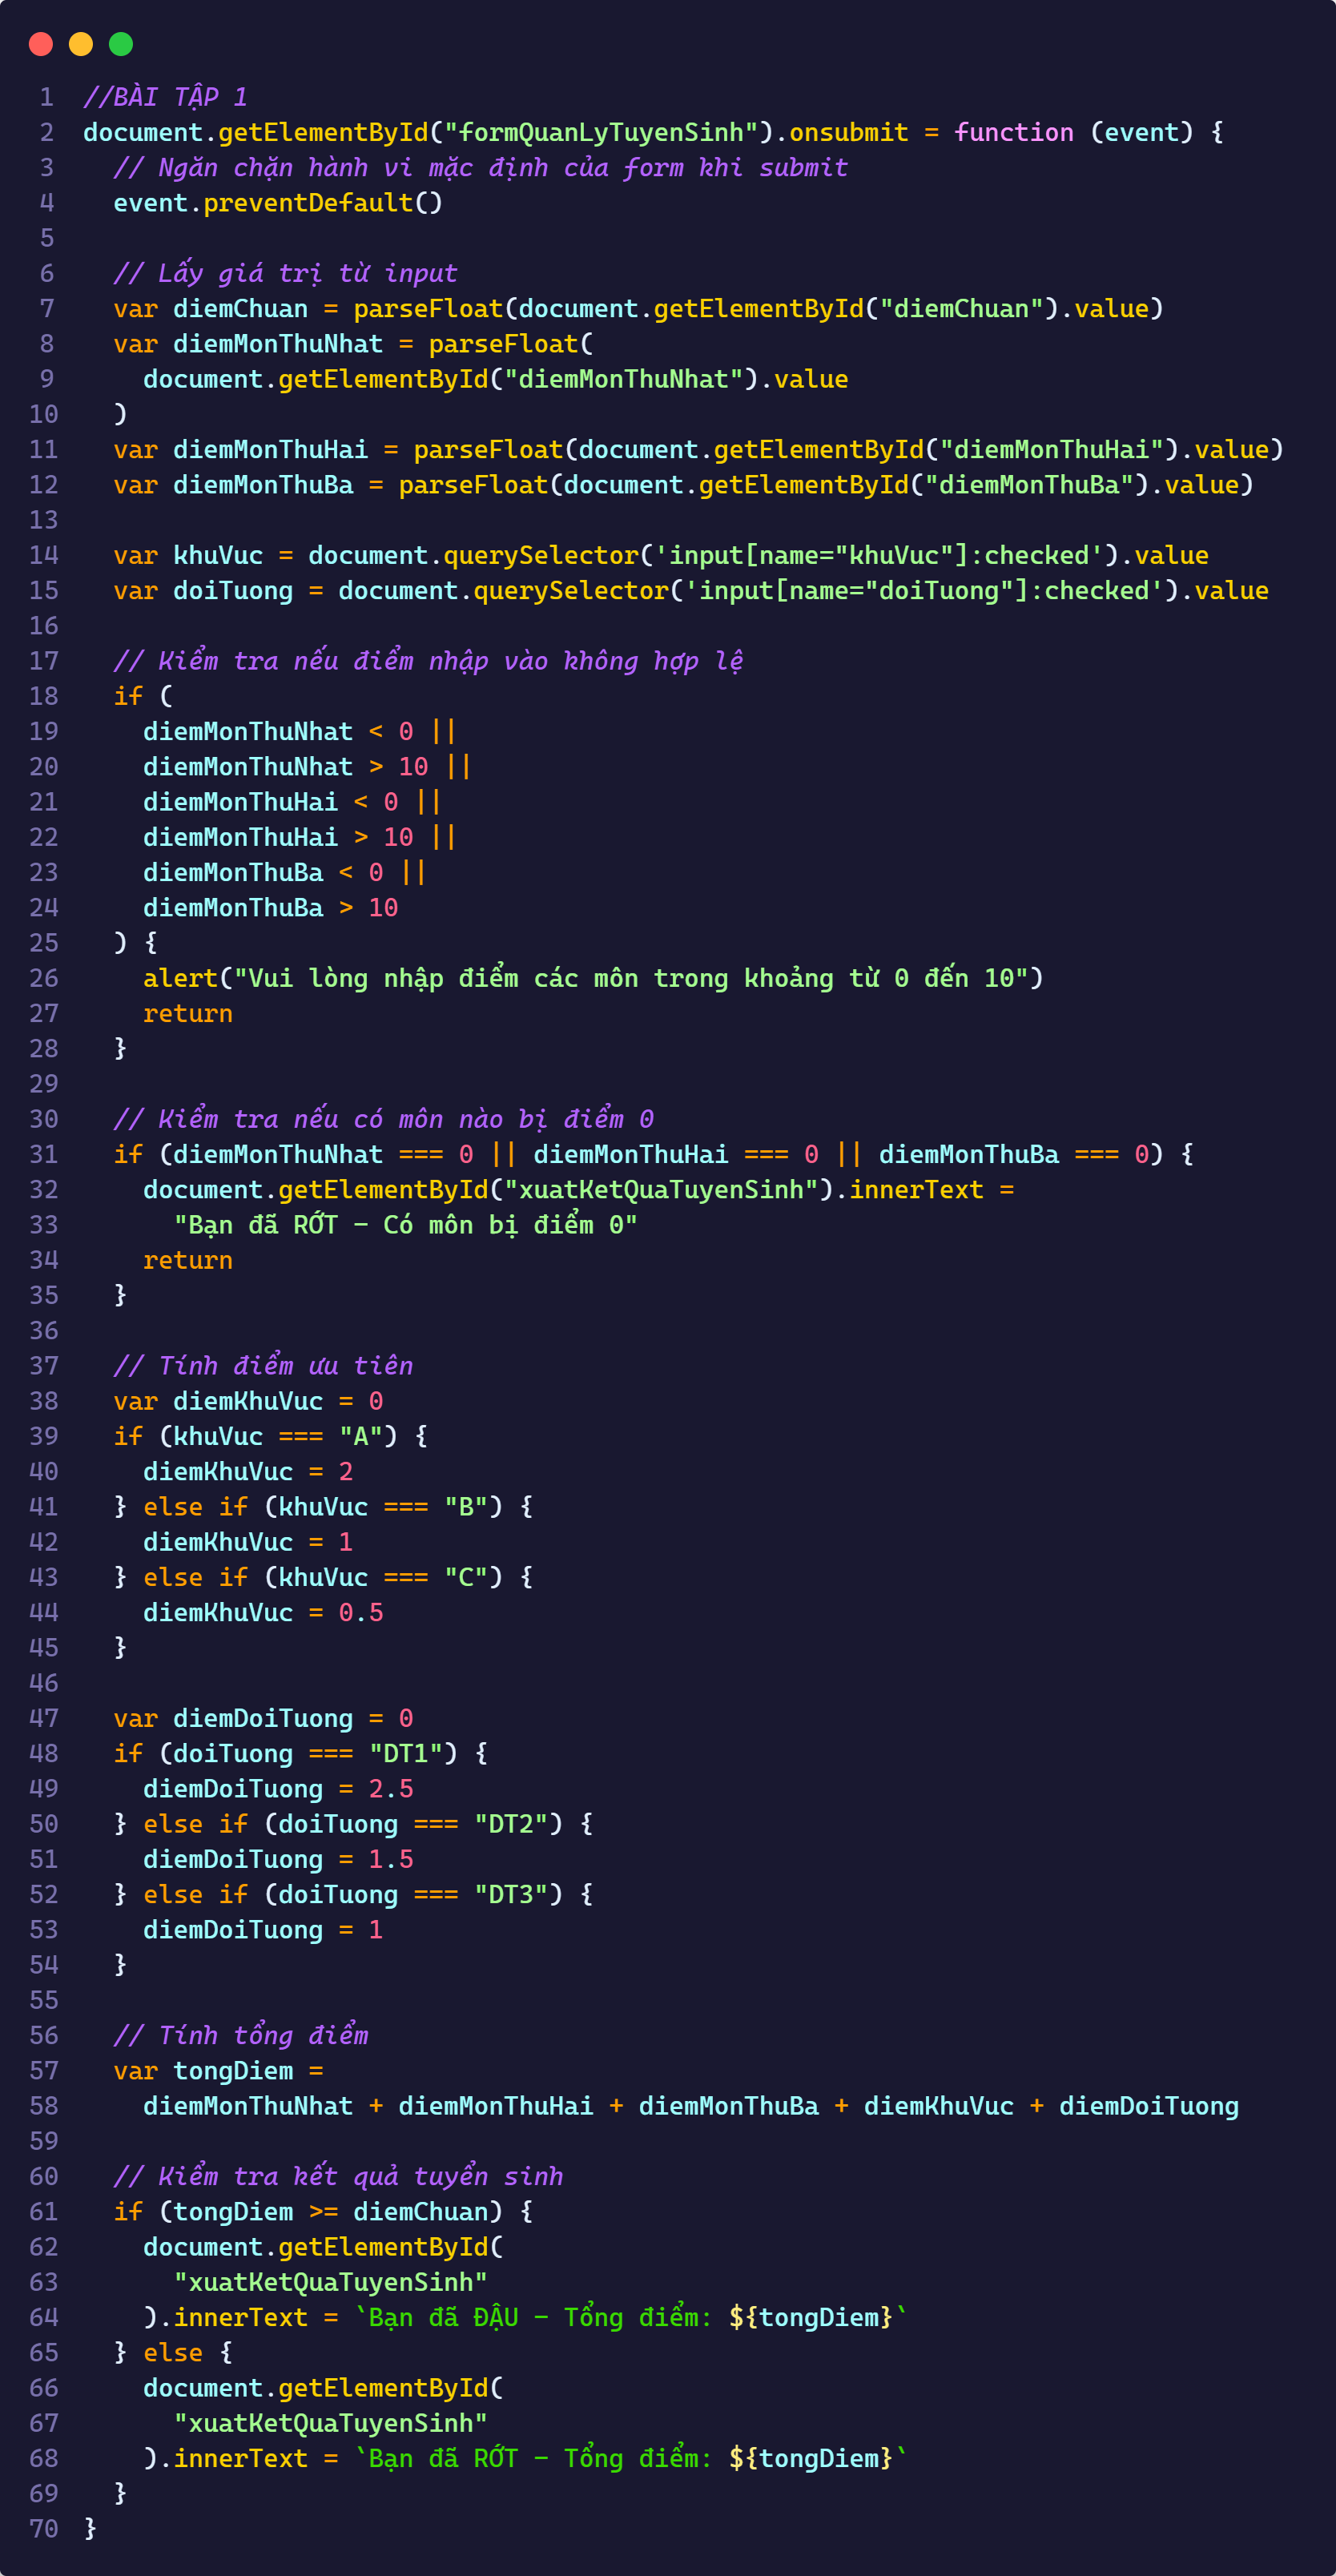 1 //BÀI TẬP 1
2 document.getElementById("formQuanLyTuyenSinh").onsubmit = function (event) {
3   // Ngăn chặn hành vi mặc định của form khi submit
4   event.preventDefault()
5
6   // Lấy giá trị từ input
7   var diemChuan = parseFloat(document.getElementById("diemChuan").value)
8   var diemMonThuNhat = parseFloat(
9     document.getElementById("diemMonThuNhat").value
10   )
11   var diemMonThuHai = parseFloat(document.getElementById("diemMonThuHai").value)
12   var diemMonThuBa = parseFloat(document.getElementById("diemMonThuBa").value)
13
14   var khuVuc = document.querySelector('input[name="khuVuc"]:checked').value
15   var doiTuong = document.querySelector('input[name="doiTuong"]:checked').value
16
17   // Kiểm tra nếu điểm nhập vào không hợp lệ
18   if (
19     diemMonThuNhat < 0 ||
20     diemMonThuNhat > 10 ||
21     diemMonThuHai < 0 ||
22     diemMonThuHai > 10 ||
23     diemMonThuBa < 0 ||
24     diemMonThuBa > 10
25   ) {
26     alert("Vui lòng nhập điểm các môn trong khoảng từ 0 đến 10")
27     return
28   }
29
30   // Kiểm tra nếu có môn nào bị điểm 0
31   if (diemMonThuNhat === 0 || diemMonThuHai === 0 || diemMonThuBa === 0) {
32     document.getElementById("xuatKetQuaTuyenSinh").innerText =
33       "Bạn đã RỚT - Có môn bị điểm 0"
34     return
35   }
36
37   // Tính điểm ưu tiên
38   var diemKhuVuc = 0
39   if (khuVuc === "A") {
40     diemKhuVuc = 2
41   } else if (khuVuc === "B") {
42     diemKhuVuc = 1
43   } else if (khuVuc === "C") {
44     diemKhuVuc = 0.5
45   }
46
47   var diemDoiTuong = 0
48   if (doiTuong === "DT1") {
49     diemDoiTuong = 2.5
50   } else if (doiTuong === "DT2") {
51     diemDoiTuong = 1.5
52   } else if (doiTuong === "DT3") {
53     diemDoiTuong = 1
54   }
55
56   // Tính tổng điểm
57   var tongDiem =
58     diemMonThuNhat + diemMonThuHai + diemMonThuBa + diemKhuVuc + diemDoiTuong
59
60   // Kiểm tra kết quả tuyển sinh
61   if (tongDiem >= diemChuan) {
62     document.getElementById(
63       "xuatKetQuaTuyenSinh"
64     ).innerText = `Bạn đã ĐẬU - Tổng điểm: ${tongDiem}`
65   } else {
66     document.getElementById(
67       "xuatKetQuaTuyenSinh"
68     ).innerText = `Bạn đã RỚT - Tổng điểm: ${tongDiem}`
69   }
70 }